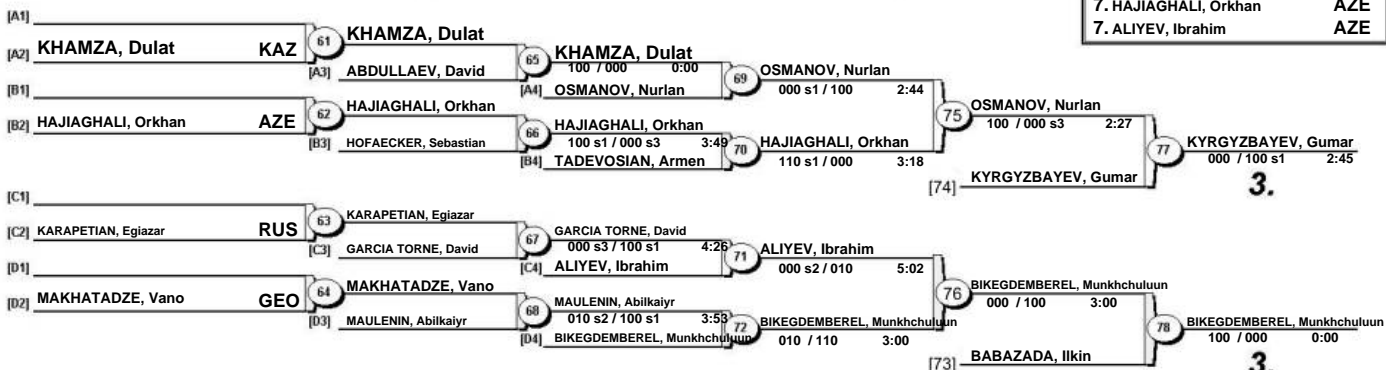 7. HAJIAGHALI, Orkhan AZE
7. ALIYEV, Ibrahim AZE
[A1]
[A2] KHAMZA, Dulat KAZ
61 KHAMZA, Dulat
[A3] ABDULLAEV, David
65 KHAMZA, Dulat
100 / 000 0:00
[A4] OSMANOV, Nurlan
69 OSMANOV, Nurlan
000 s1 / 100 2:44
[B1]
[B2] HAJIAGHALI, Orkhan AZE
62 HAJIAGHALI, Orkhan
[B3] HOFAECKER, Sebastian
66 HAJIAGHALI, Orkhan
100 s1 / 000 s3 3:49
[B4] TADEVOSIAN, Armen
70 HAJIAGHALI, Orkhan
110 s1 / 000 3:18
75 OSMANOV, Nurlan
100 / 000 s3 2:27
[74] KYRGYZBAYEV, Gumar
77 KYRGYZBAYEV, Gumar
000 / 100 s1 2:45
3.
[C1]
[C2] KARAPETIAN, Egiazar RUS
63 KARAPETIAN, Egiazar
[C3] GARCIA TORNE, David
67 GARCIA TORNE, David
000 s3 / 100 s1 4:26
[C4] ALIYEV, Ibrahim
71 ALIYEV, Ibrahim
000 s2 / 010 5:02
[D1]
[D2] MAKHATADZE, Vano GEO
64 MAKHATADZE, Vano
[D3] MAULENIN, Abilkaiyr
68 MAULENIN, Abilkaiyr
010 s2 / 100 s1 3:53
[D4] BIKEGDEMBEREL, Munkhchuluun
72 BIKEGDEMBEREL, Munkhchuluun
010 / 110 3:00
76 BIKEGDEMBEREL, Munkhchuluun
000 / 100 3:00
[73] BABAZADA, Ilkin
78 BIKEGDEMBEREL, Munkhchuluun
100 / 000 0:00
3.